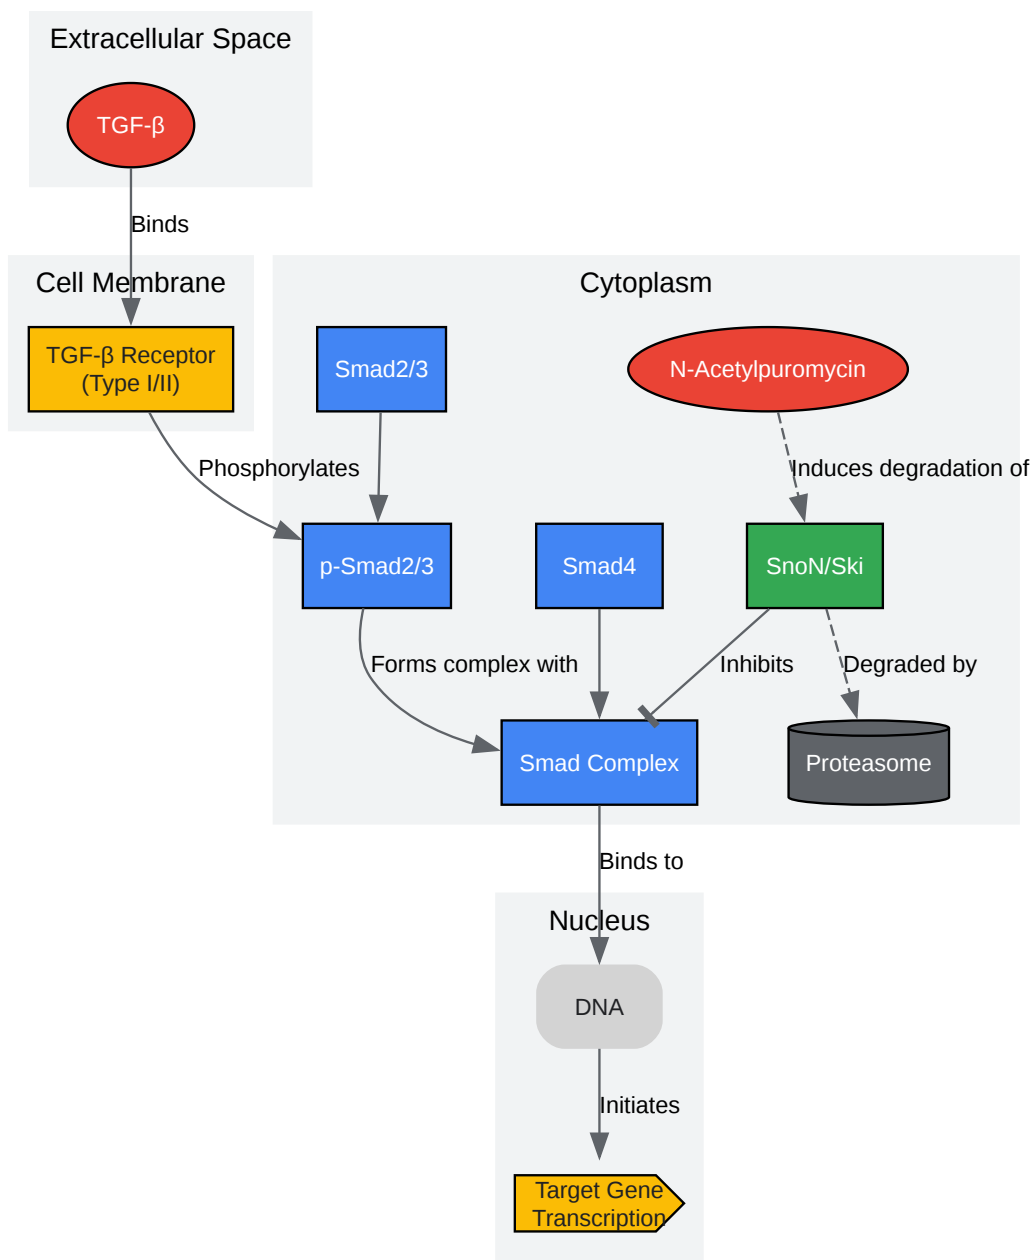 Extracellular Space
TGF-β
Binds
Cell Membrane
Cytoplasm
TGF-β Receptor
(Type I/II)
Smad2/3
N-Acetylpuromycin
Phosphorylates
Induces degradation of
p-Smad2/3
Smad4
SnoN/Ski
Forms complex with
Inhibits
Degraded by
Smad Complex
Proteasome
Binds to
Nucleus
DNA
Initiates
Target Gene
Transcription